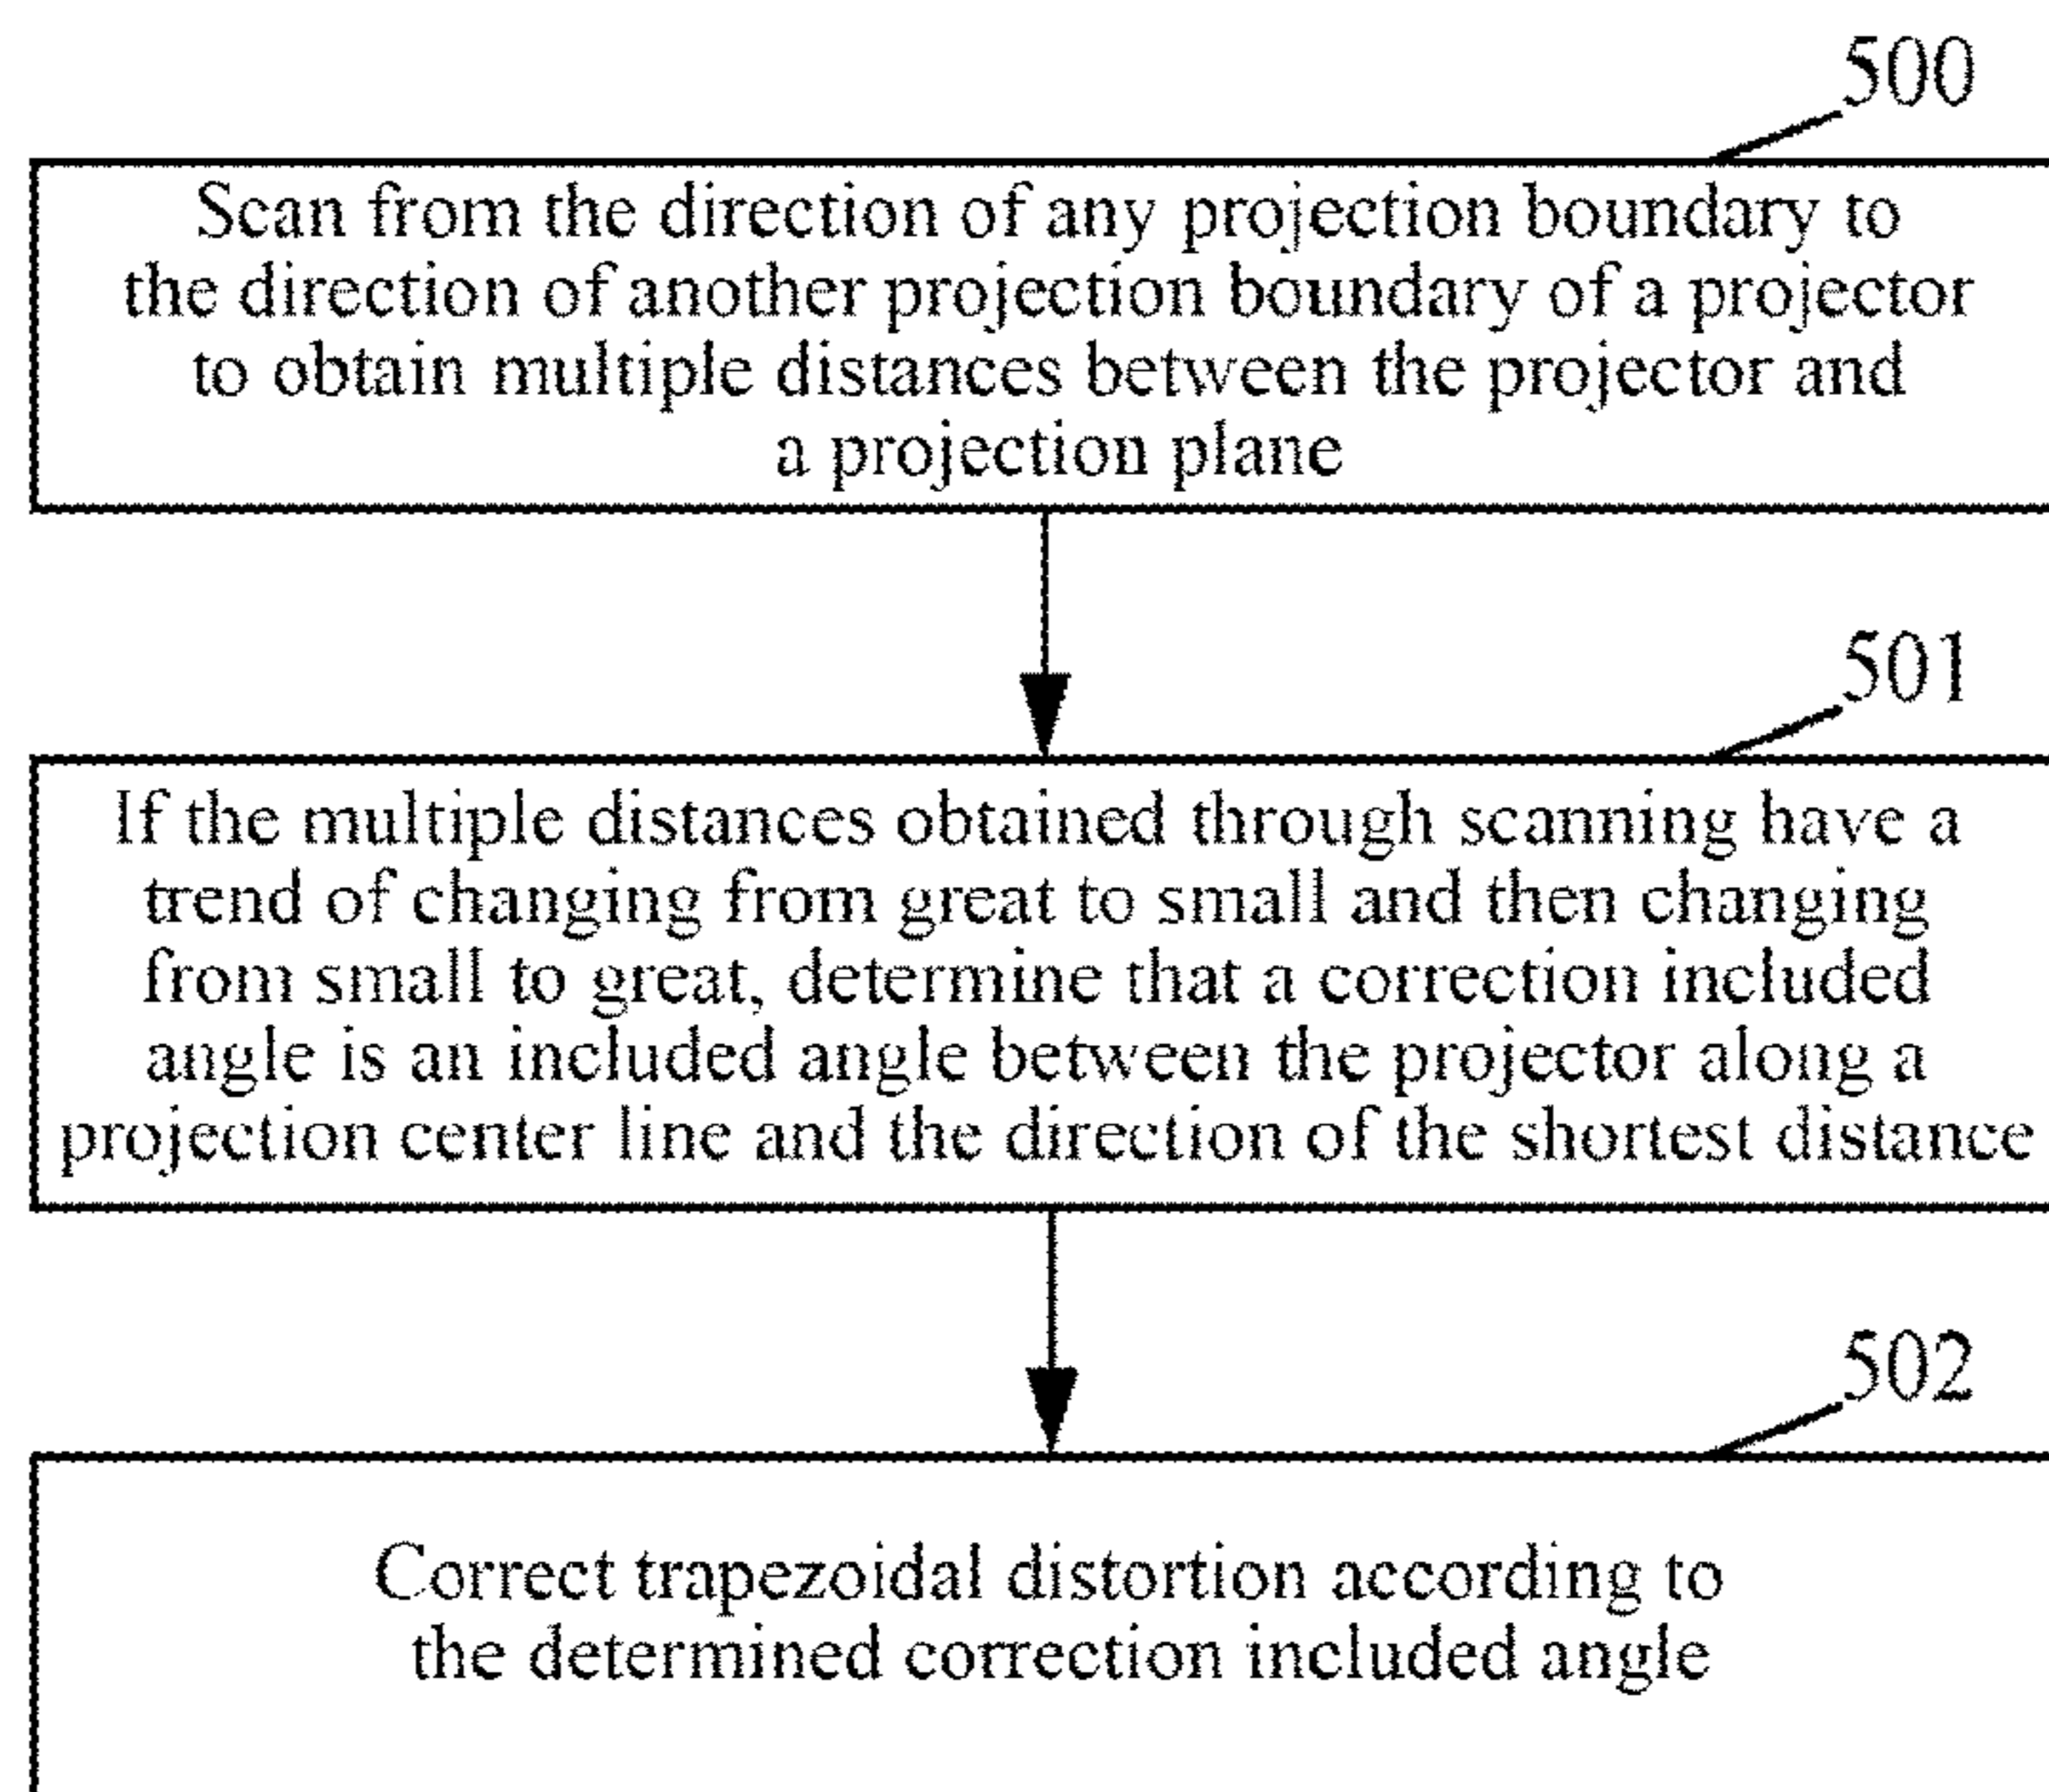 500
Scan from the direction of any projection boundary to
the direction of another projection boundary of a projector
to obtain multiple distances between the projector and
a projection plane
501
If the multiple distances obtained through scanning have a
trend of changing from great to small and then changing
from small to great, determine that a correction included
angle is an included angle between the projector along a
projection center line and the direction of the shortest distance
502
Correct trapezoidal distortion according to
the determined correction included angle